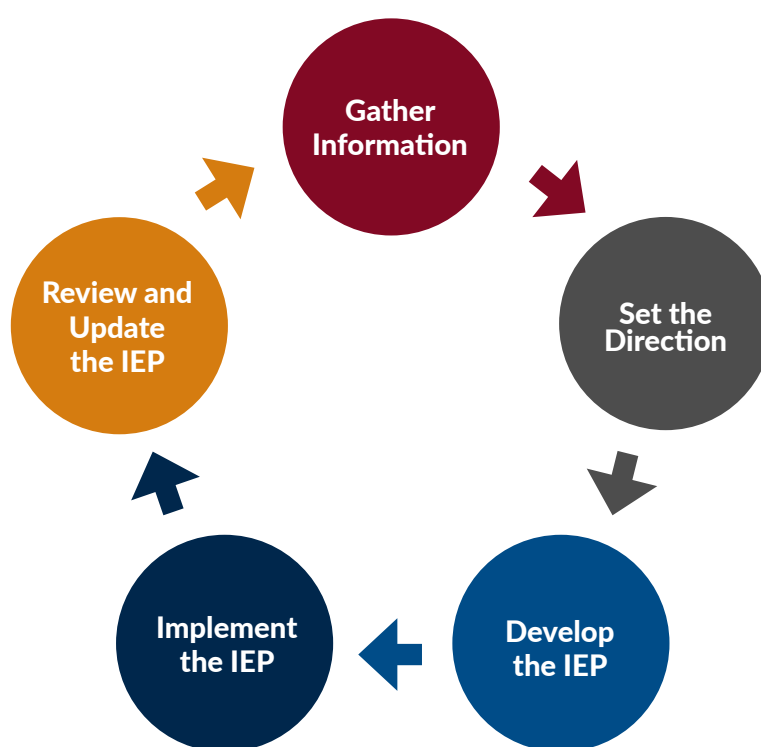 Gather
Information
Set the
Direction
Develop
the IEP
Implement
the IEP
Review and
Update
the IEP